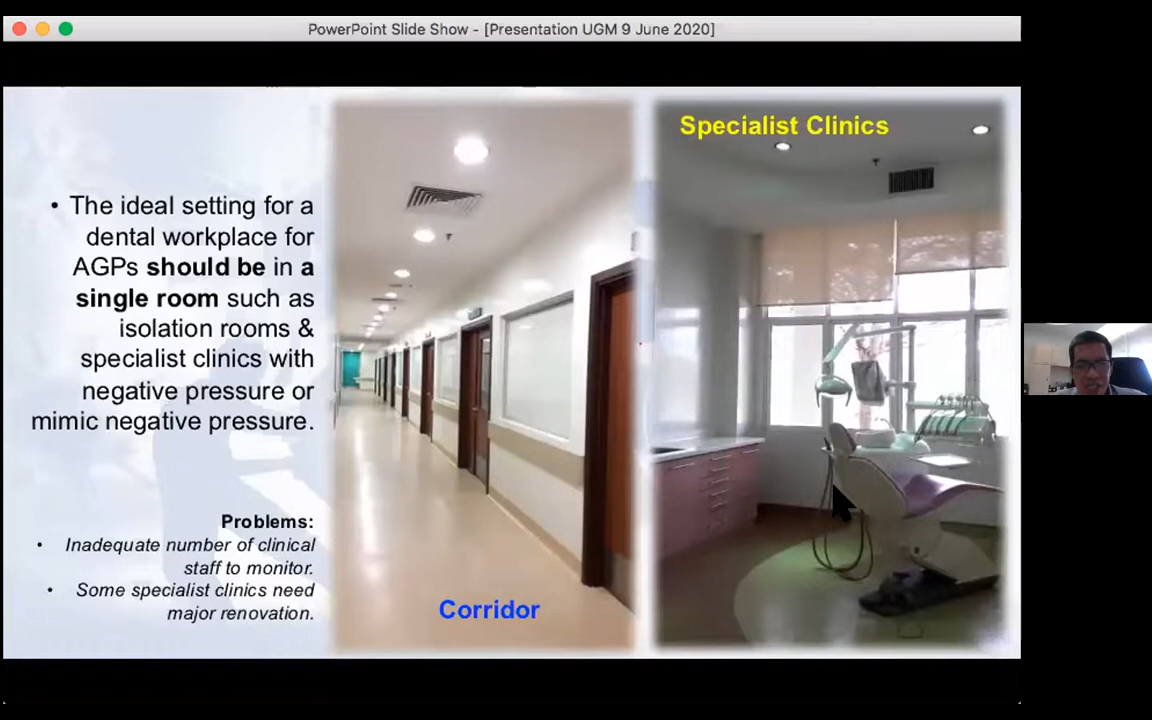 PowerPoint Slide Show - [Presentation UGM 9 June 2020]
• The ideal setting for a
dental workplace for
AGPs should be in a
single room such as
isolation rooms &
specialist clinics with
negative pressure or
mimic negative pressure.
Problems:
• Inadequate number of clinical
staff to monitor.
• Some specialist clinics need
major renovation.
Corridor
Specialist Clinics